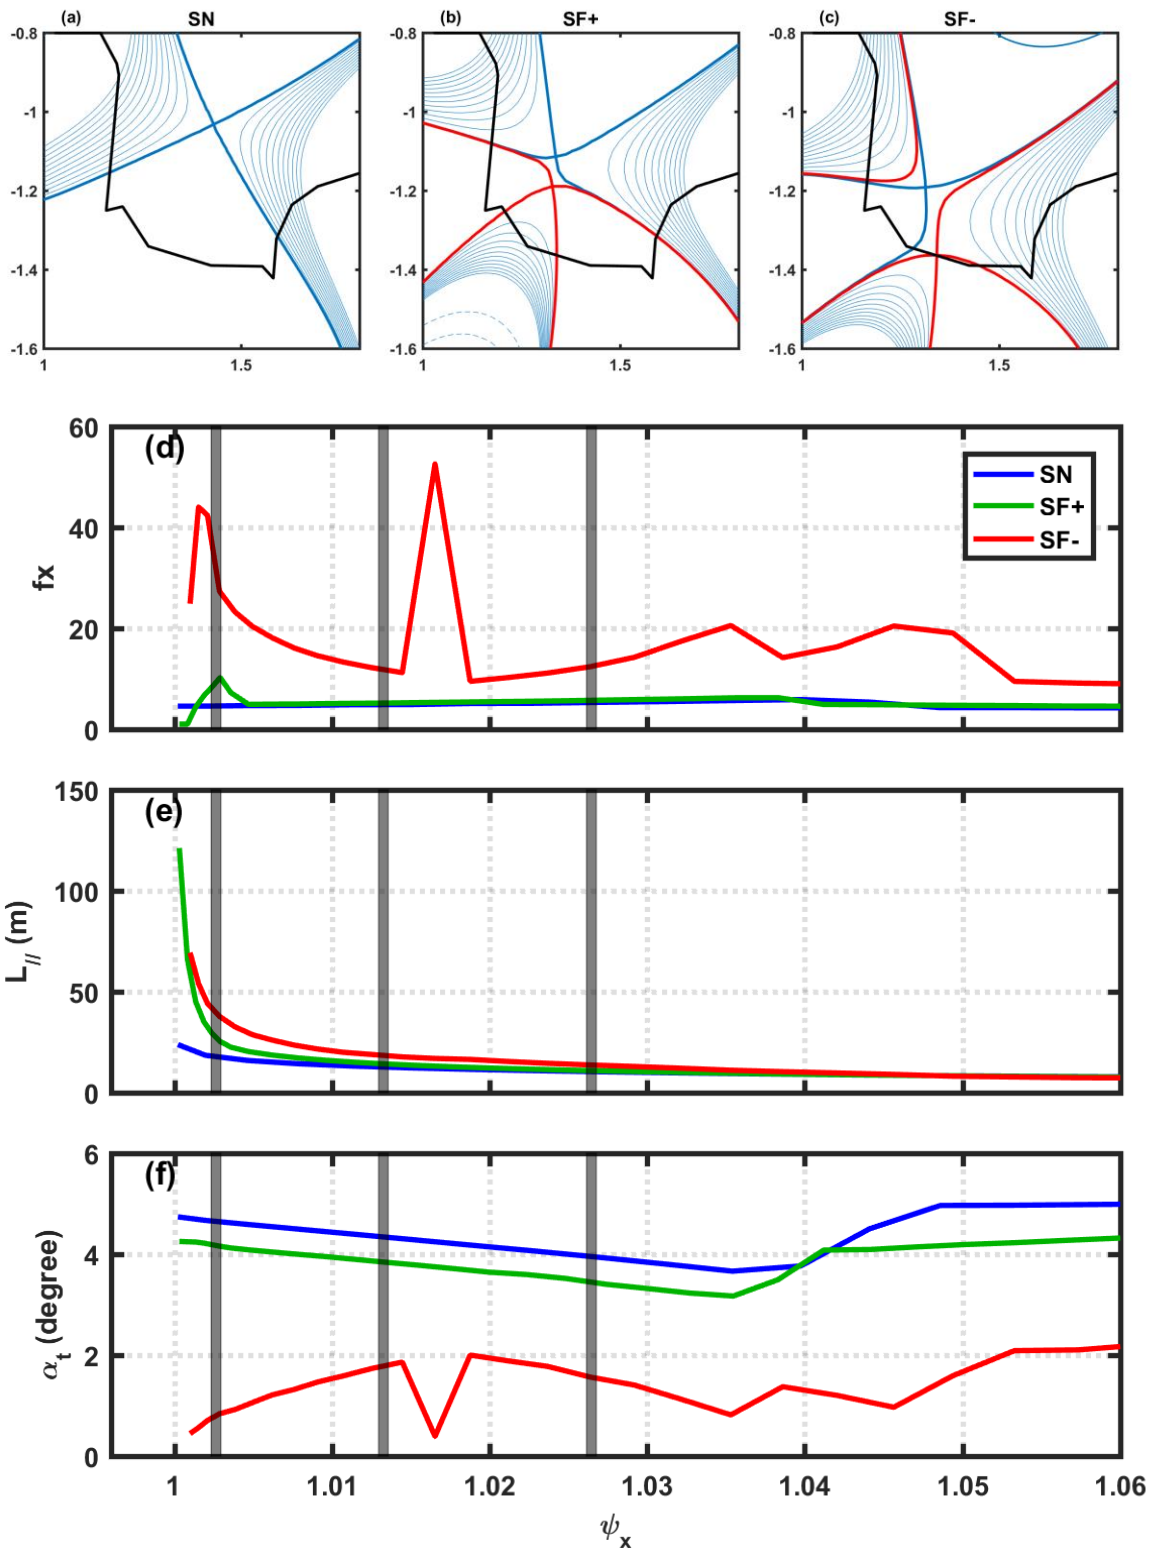 (a) SN (b) SF+ (c) SF-
-0.8 -0.8 -0.8
-1 -1 -1
-1.2 -1.2 -1.2
-1.4 -1.4 -1.4
-1.6 -1.6 -1.6
1 1.5 1 1.5 1 1.5
(d)
fx
60
40
20
0
SN
SF+
SF-
(e)
L// (m)
150
100
50
0
(f)
αt (degree)
6
4
2
0
1 1.01 1.02 1.03 1.04 1.05 1.06
ψx